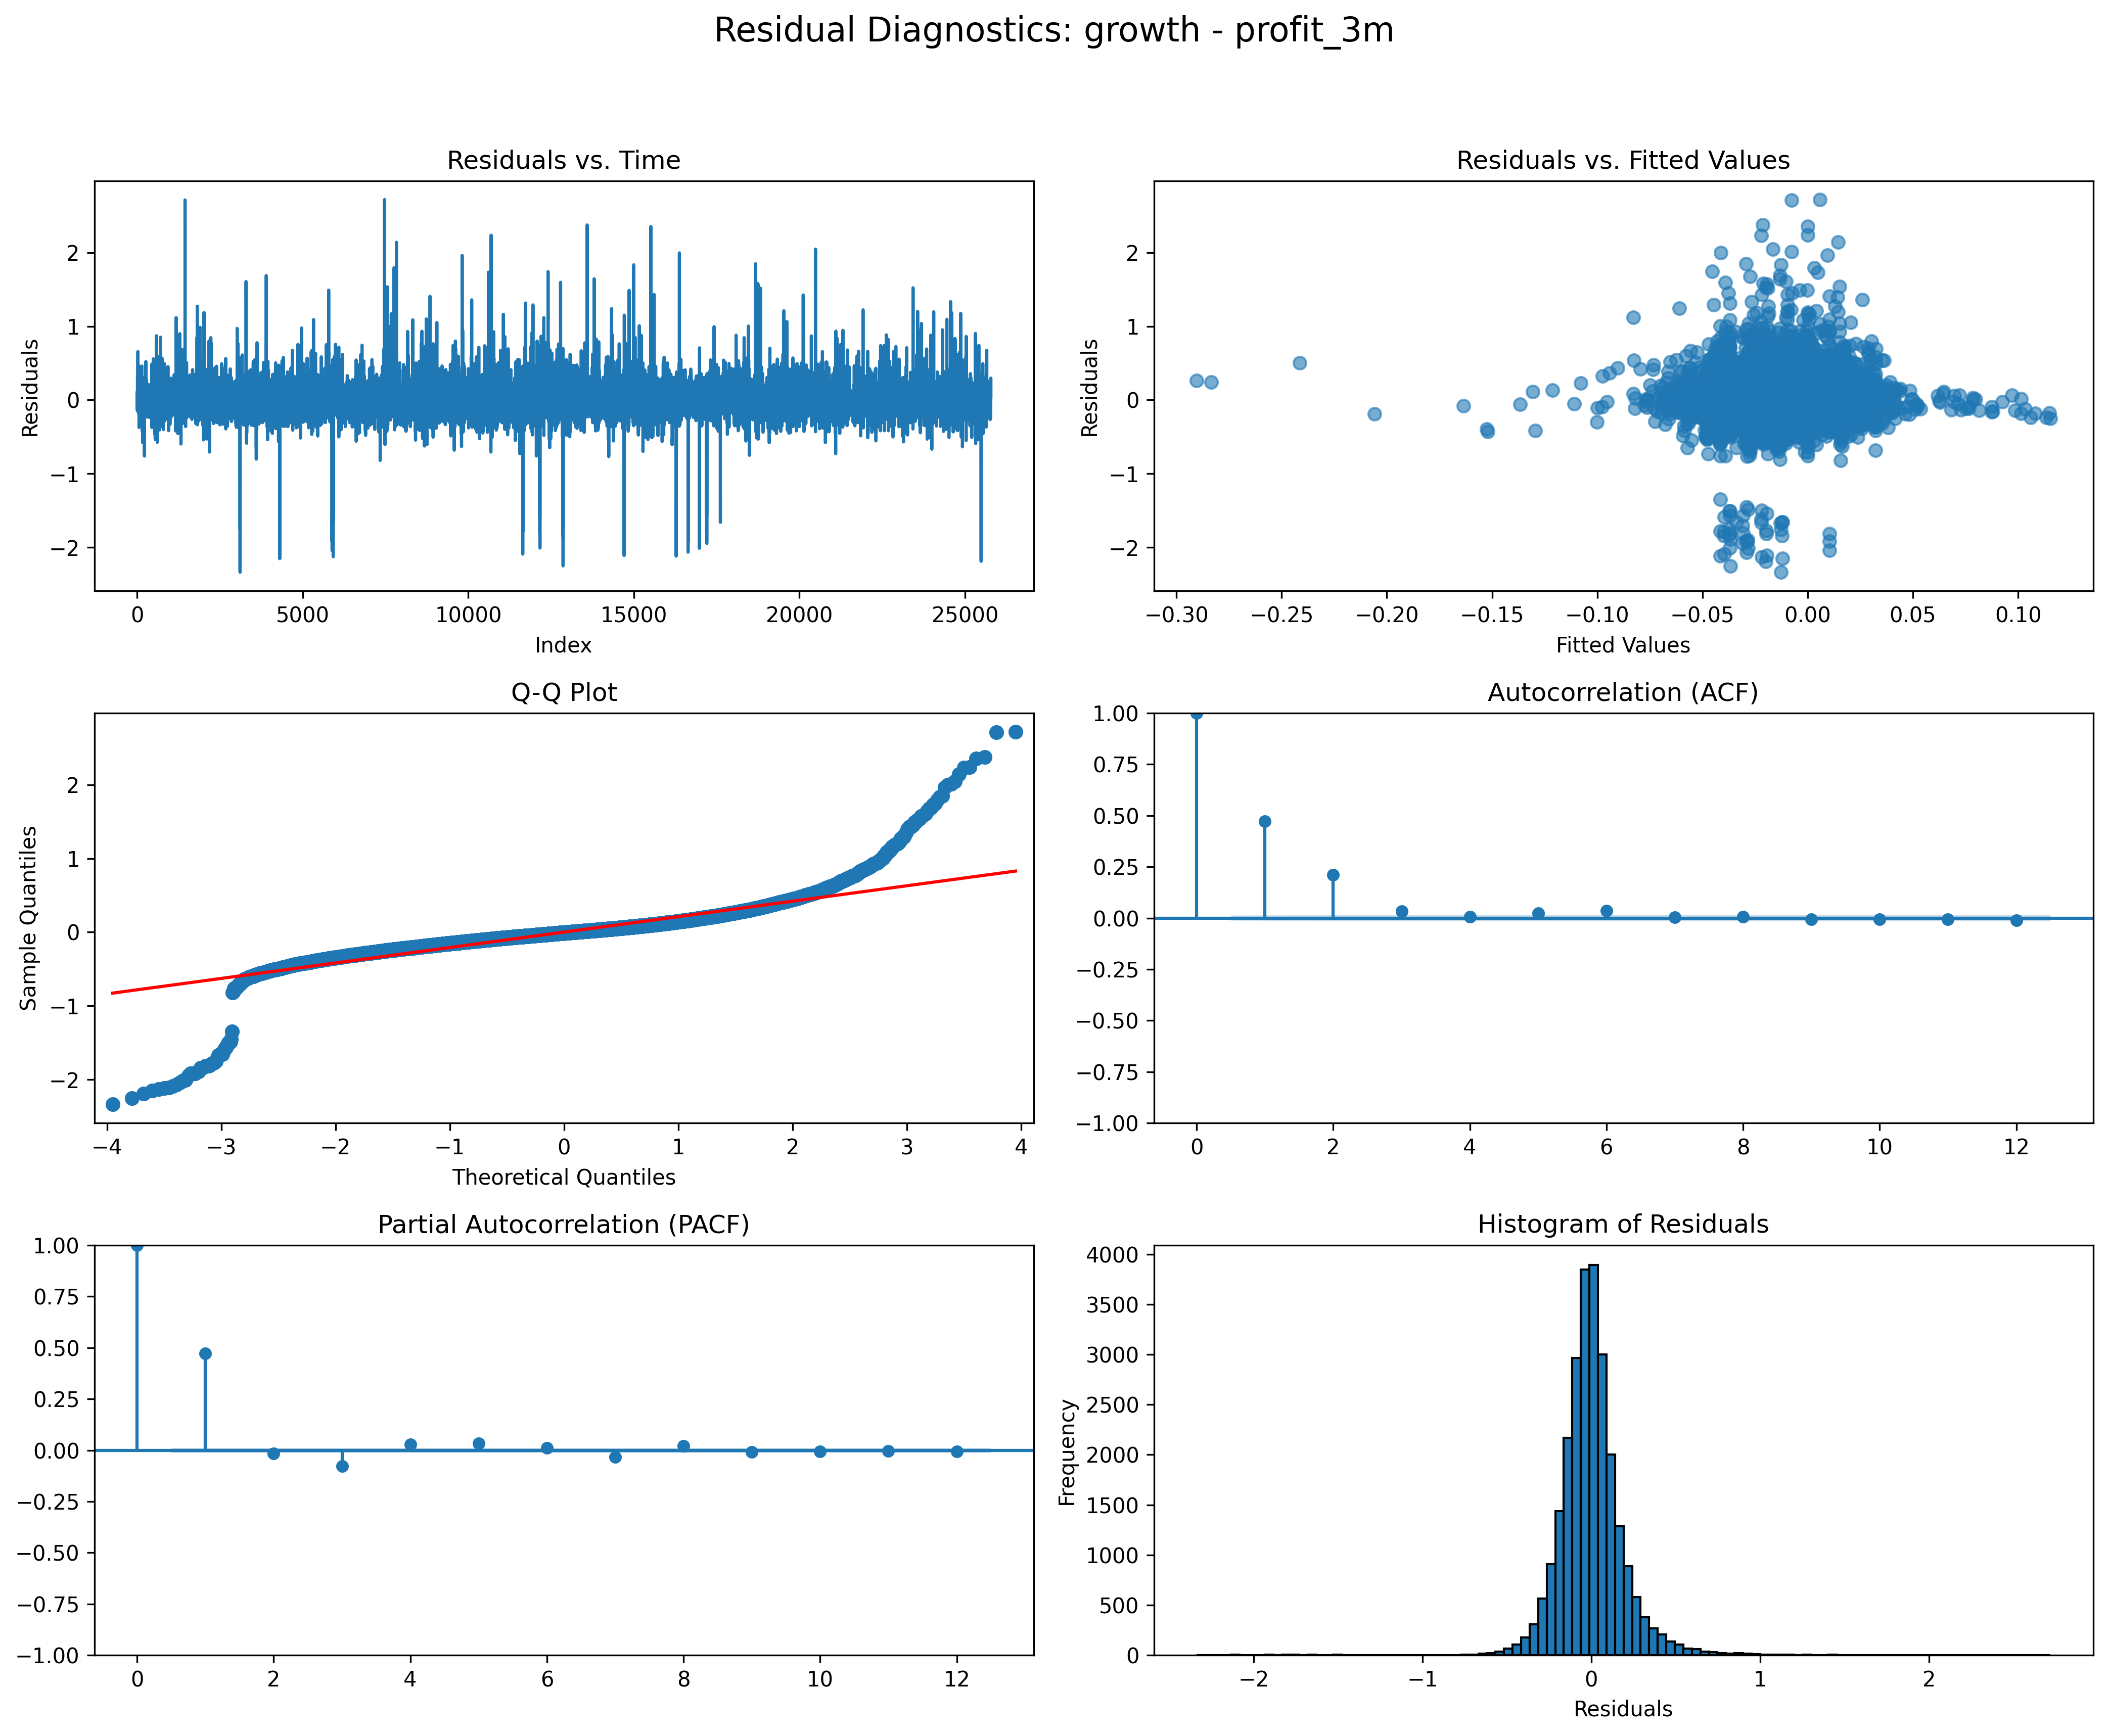 Residual Diagnostics: growth - profit_3m
Residuals vs. Time
Residuals
2
1
0
−1
−2
0 5000 10000 15000 20000 25000
Index
Residuals vs. Fitted Values
Residuals
2
1
0
−1
−2
−0.30 −0.25 −0.20 −0.15 −0.10 −0.05 0.00 0.05 0.10
Fitted Values
Q-Q Plot
Sample Quantiles
2
1
0
−1
−2
−4 −3 −2 −1 0 1 2 3 4
Theoretical Quantiles
Autocorrelation (ACF)
1.00
0.75
0.50
0.25
0.00
−0.25
−0.50
−0.75
−1.00
0 2 4 6 8 10 12
Partial Autocorrelation (PACF)
1.00
0.75
0.50
0.25
0.00
−0.25
−0.50
−0.75
−1.00
0 2 4 6 8 10 12
Histogram of Residuals
Frequency
4000
3500
3000
2500
2000
1500
1000
500
0
−2 −1 0 1 2
Residuals